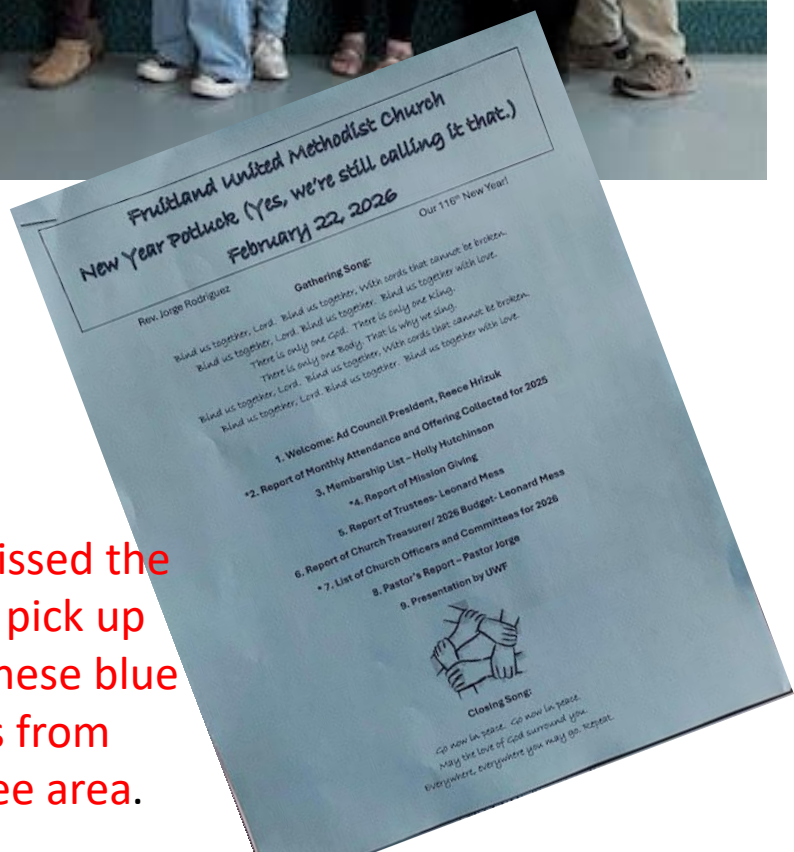 Fruitland United Methodist Church
New Year Potluck (Yes, we're still calling it that.)
February 22, 2026
Rev. Jorge Rodriguez
Our 116th New Year!
Gathering Song:
Bind us together, Lord. Bind us together, With cords that cannot be broken.
Bind us together, Lord. Bind us together. Bind us together with love.
There is only one God. There is only one King.
There is only one Body. That is why we sing.
Bind us together, Lord. Bind us together, With cords that cannot be broken.
Bind us together, Lord. Bind us together. Bind us together with love.
1. Welcome: Ad Council President, Reece Hrizuk
*2. Report of Monthly Attendance and Offering Collected for 2025
3. Membership List – Holly Hutchinson
*4. Report of Mission Giving
5. Report of Trustees- Leonard Mess
6. Report of Church Treasurer/ 2026 Budget- Leonard Mess
* 7. List of Church Officers and Committees for 2026
8. Pastor's Report – Pastor Jorge
9. Presentation by UWF
Closing Song:
Go now in peace. Go now in peace.
May the love of God surround you
Everywhere, everywhere you may go. Repeat.
issed the
pick up
hese blue
s from
ee area.